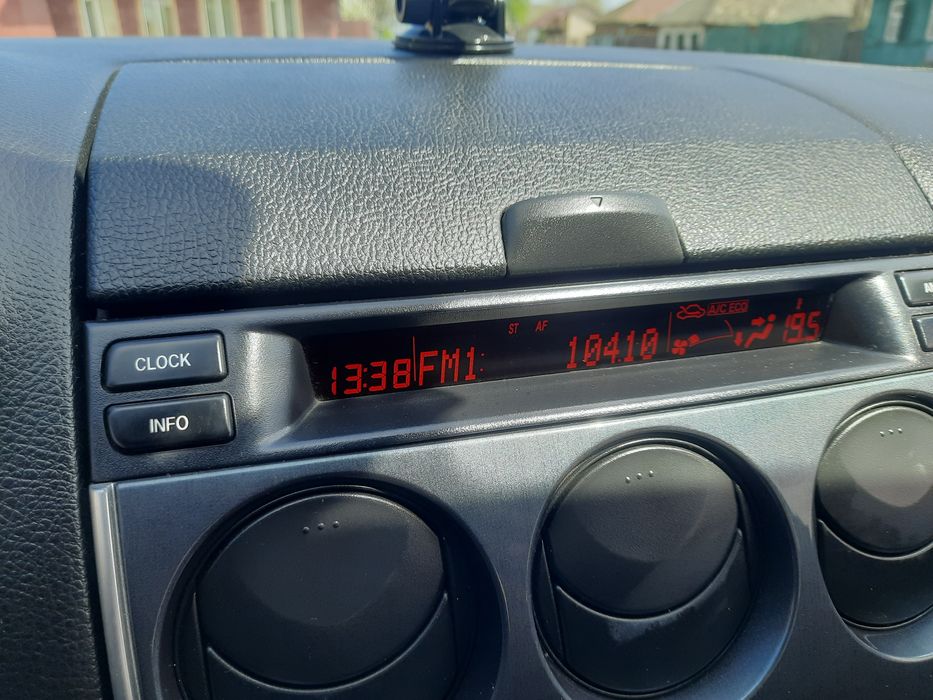 CLOCK
INFO
ST AF
13:38 FM1 104.10
A/C ECO
19.5